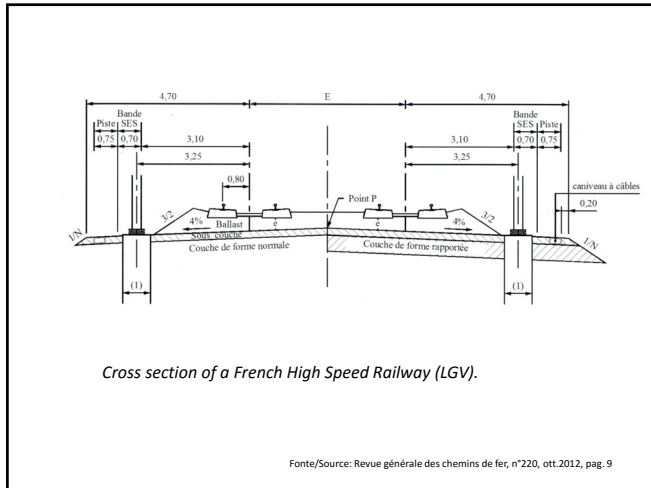 4,70 E 4,70
Bande Bande
Piste SES SES Piste
0,75 0,70 3,10 3,10 0,70 0,75
3,25 3,25
caniveau à câbles
0,80 Point P 0,20
3/2 4% Ballast e e 4% 3/2
1/N Sous couche 1/N
Couche de forme normale Couche de forme rapportée
(1) (1)
Cross section of a French High Speed Railway (LGV).
Fonte/Source: Revue générale des chemins de fer, n°220, ott.2012, pag. 9